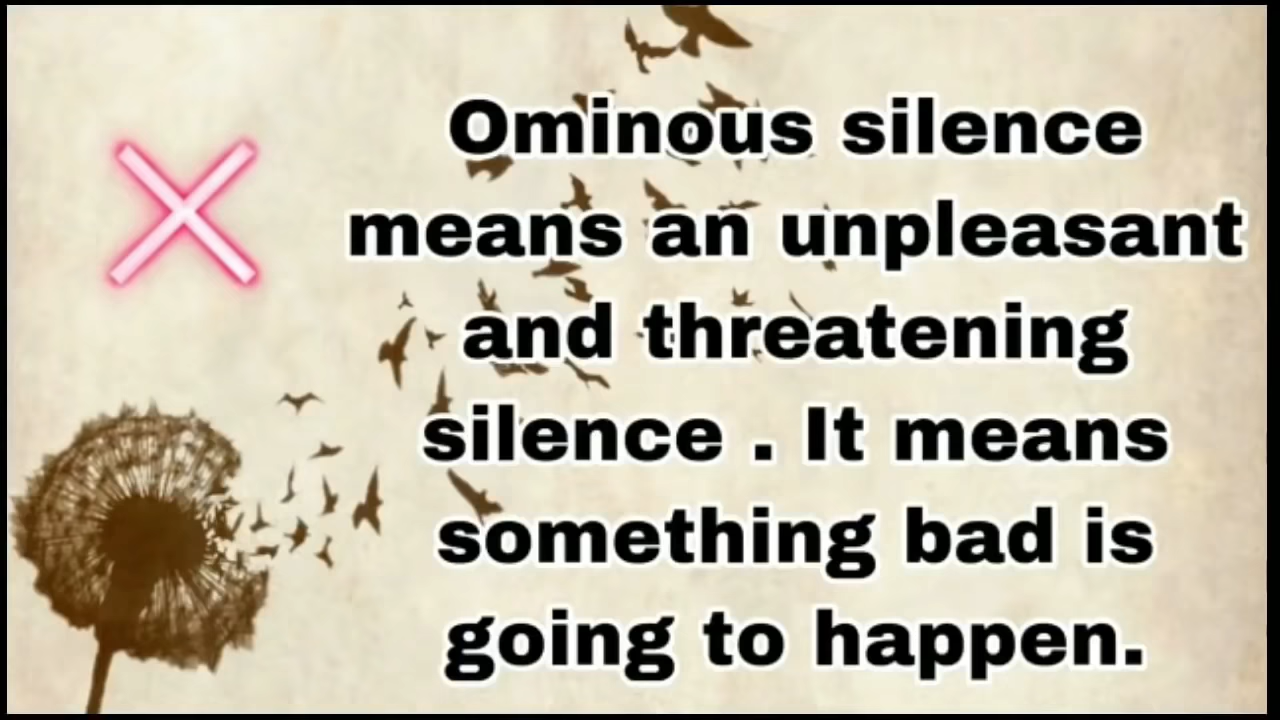 Ominous silence
means an unpleasant
and threatening
silence . It means
something bad is
going to happen.